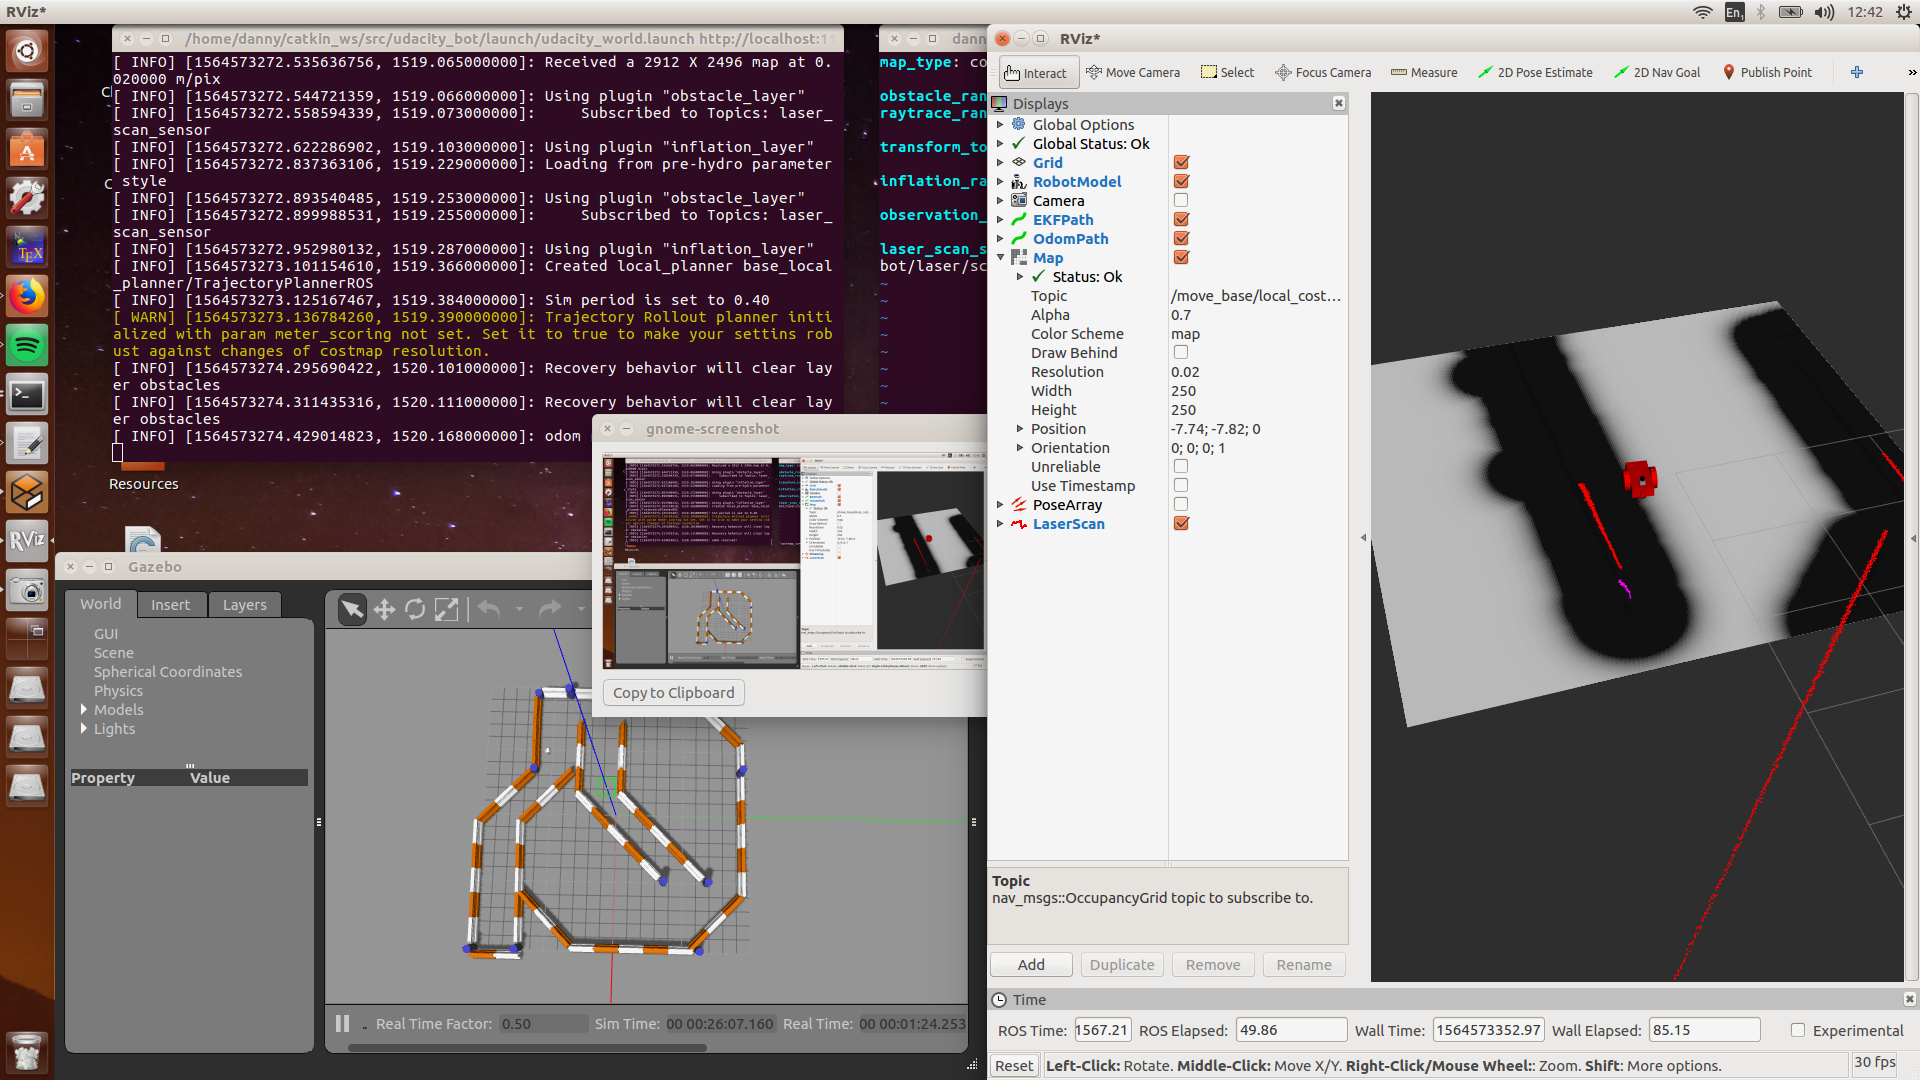 RViz*
En1
12:42
/home/danny/catkin_ws/src/udacity_bot/launch/udacity_world.launch http://localhost:1
[ INFO] [1564573272.535636756, 1519.065000000]: Received a 2912 X 2496 map at 0.
020000 m/pix
[ INFO] [1564573272.544721359, 1519.066000000]: Using plugin "obstacle_layer"
[ INFO] [1564573272.558594339, 1519.073000000]:     Subscribed to Topics: laser_
scan_sensor
[ INFO] [1564573272.622286902, 1519.103000000]: Using plugin "inflation_layer"
[ INFO] [1564573272.837363106, 1519.229000000]: Loading from pre-hydro parameter
 style
[ INFO] [1564573272.893540485, 1519.253000000]: Using plugin "obstacle_layer"
[ INFO] [1564573272.899988531, 1519.255000000]:     Subscribed to Topics: laser_
scan_sensor
[ INFO] [1564573272.952980132, 1519.287000000]: Using plugin "inflation_layer"
[ INFO] [1564573273.101154610, 1519.366000000]: Created local_planner base_local
_planner/TrajectoryPlannerROS
[ INFO] [1564573273.125167467, 1519.384000000]: Sim period is set to 0.40
[ WARN] [1564573273.136784260, 1519.390000000]: Trajectory Rollout planner initi
alized with param meter_scoring not set. Set it to true to make your settins rob
ust against changes of costmap resolution.
[ INFO] [1564573274.295690422, 1520.101000000]: Recovery behavior will clear lay
er obstacles
[ INFO] [1564573274.311435316, 1520.111000000]: Recovery behavior will clear lay
er obstacles
[ INFO] [1564573274.429014823, 1520.168000000]: odom
Resources
dann
map_type: co
obstacle_ran
raytrace_ran
transform_to
inflation_ra
observation_
laser_scan_s
bot/laser/sc
~
~
~
~
~
~
~
~
gnome-screenshot
Copy to Clipboard
Gazebo
World
Insert
Layers
GUI
Scene
Spherical Coordinates
Physics
Models
Lights
Property Value
Real Time Factor: 0.50 Sim Time: 00 00:26:07.160 Real Time: 00 00:01:24.253
RViz*
Interact
Move Camera
Select
Focus Camera
Measure
2D Pose Estimate
2D Nav Goal
Publish Point
Displays
Global Options
Global Status: Ok
Grid
RobotModel
Camera
EKFPath
OdomPath
Map
Status: Ok
Topic /move_base/local_cost...
Alpha 0.7
Color Scheme map
Draw Behind
Resolution 0.02
Width 250
Height 250
Position -7.74; -7.82; 0
Orientation 0; 0; 0; 1
Unreliable
Use Timestamp
PoseArray
LaserScan
Topic
nav_msgs::OccupancyGrid topic to subscribe to.
Add
Duplicate
Remove
Rename
Time
ROS Time: 1567.21 ROS Elapsed: 49.86 Wall Time: 1564573352.97 Wall Elapsed: 85.15 Experimental
Reset
Left-Click: Rotate. Middle-Click: Move X/Y. Right-Click/Mouse Wheel:: Zoom. Shift: More options.
30 fps